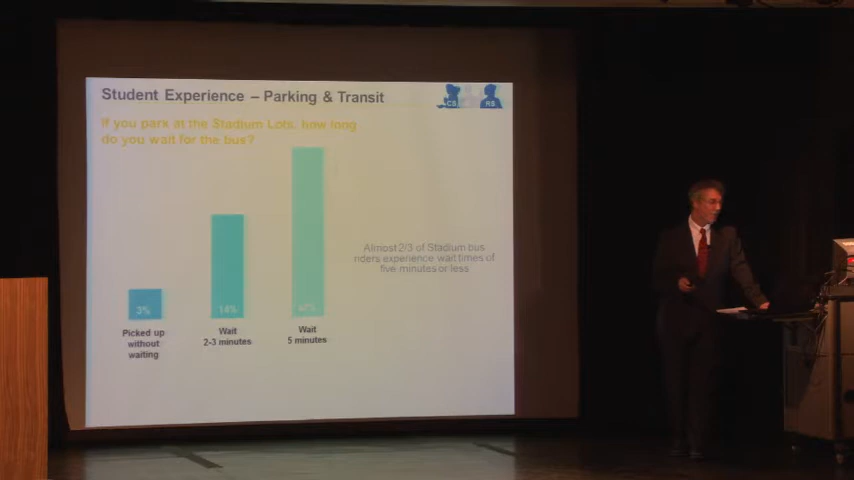 Student Experience – Parking & Transit
CS
RS
If you park at the Stadium Lots, how long
do you wait for the bus?
Almost 2/3 of Stadium bus
riders experience wait times of
five minutes or less
3%
14%
Picked up
without
waiting
Wait
2-3 minutes
Wait
5 minutes